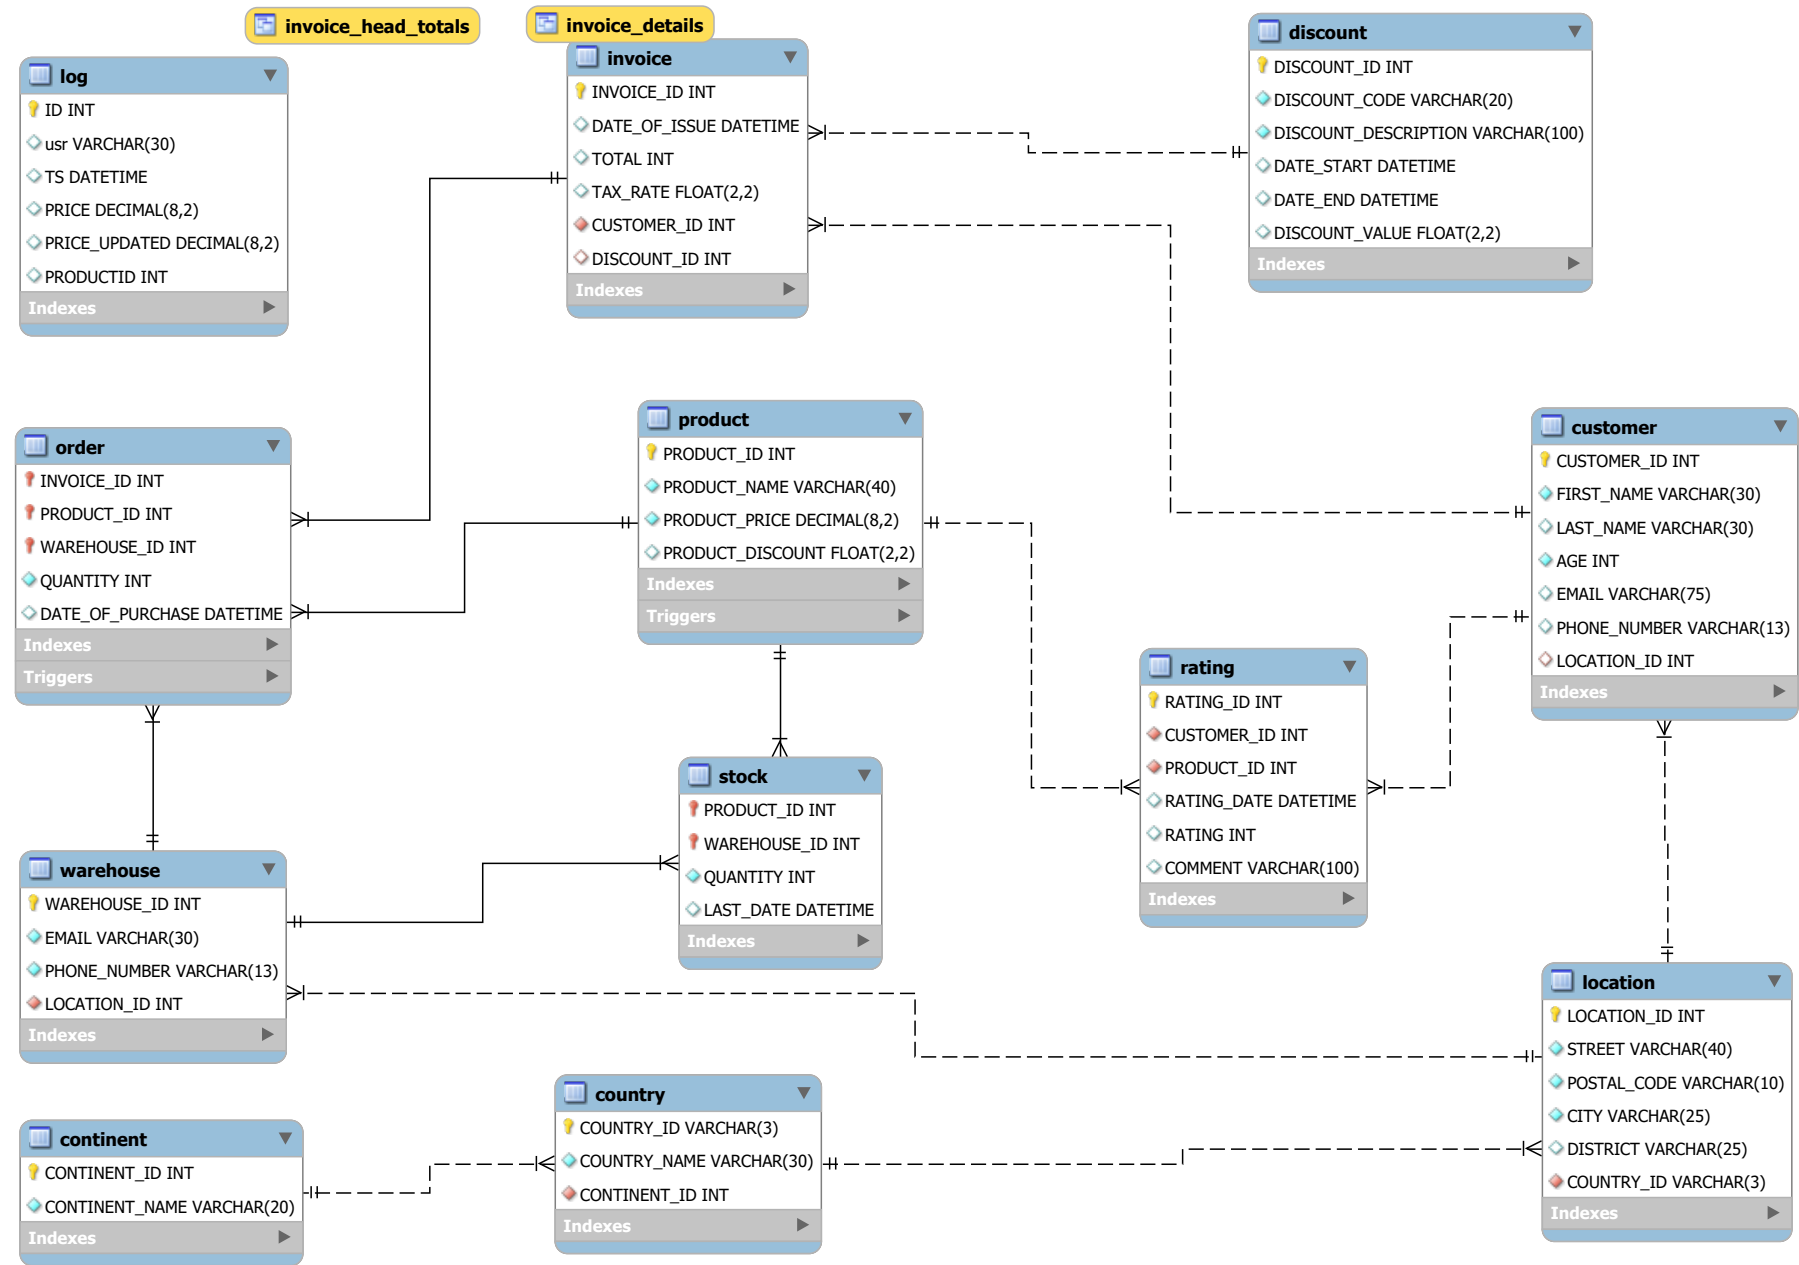 invoice_head_totals
invoice_details
log
ID INT
usr VARCHAR(30)
TS DATETIME
PRICE DECIMAL(8,2)
PRICE_UPDATED DECIMAL(8,2)
PRODUCTID INT
Indexes
invoice
INVOICE_ID INT
DATE_OF_ISSUE DATETIME
TOTAL INT
TAX_RATE FLOAT(2,2)
CUSTOMER_ID INT
DISCOUNT_ID INT
Indexes
discount
DISCOUNT_ID INT
DISCOUNT_CODE VARCHAR(20)
DISCOUNT_DESCRIPTION VARCHAR(100)
DATE_START DATETIME
DATE_END DATETIME
DISCOUNT_VALUE FLOAT(2,2)
Indexes
order
INVOICE_ID INT
PRODUCT_ID INT
WAREHOUSE_ID INT
QUANTITY INT
DATE_OF_PURCHASE DATETIME
Indexes
Triggers
product
PRODUCT_ID INT
PRODUCT_NAME VARCHAR(40)
PRODUCT_PRICE DECIMAL(8,2)
PRODUCT_DISCOUNT FLOAT(2,2)
Indexes
Triggers
customer
CUSTOMER_ID INT
FIRST_NAME VARCHAR(30)
LAST_NAME VARCHAR(30)
AGE INT
EMAIL VARCHAR(75)
PHONE_NUMBER VARCHAR(13)
LOCATION_ID INT
Indexes
rating
RATING_ID INT
CUSTOMER_ID INT
PRODUCT_ID INT
RATING_DATE DATETIME
RATING INT
COMMENT VARCHAR(100)
Indexes
stock
PRODUCT_ID INT
WAREHOUSE_ID INT
QUANTITY INT
LAST_DATE DATETIME
Indexes
warehouse
WAREHOUSE_ID INT
EMAIL VARCHAR(30)
PHONE_NUMBER VARCHAR(13)
LOCATION_ID INT
Indexes
location
LOCATION_ID INT
STREET VARCHAR(40)
POSTAL_CODE VARCHAR(10)
CITY VARCHAR(25)
DISTRICT VARCHAR(25)
COUNTRY_ID VARCHAR(3)
Indexes
country
COUNTRY_ID VARCHAR(3)
COUNTRY_NAME VARCHAR(30)
CONTINENT_ID INT
Indexes
continent
CONTINENT_ID INT
CONTINENT_NAME VARCHAR(20)
Indexes